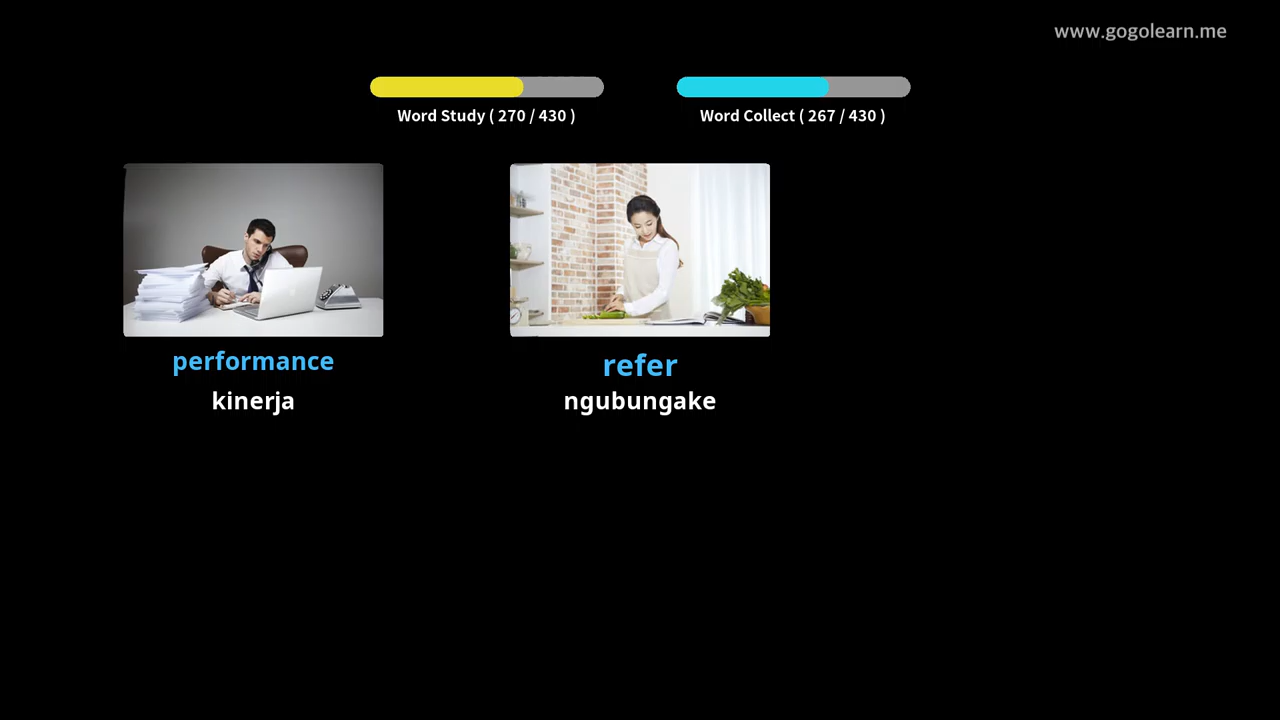 www.gogolearn.me
Word Study ( 270 / 430 )
Word Collect ( 267 / 430 )
performance
kinerja
refer
ngubungake